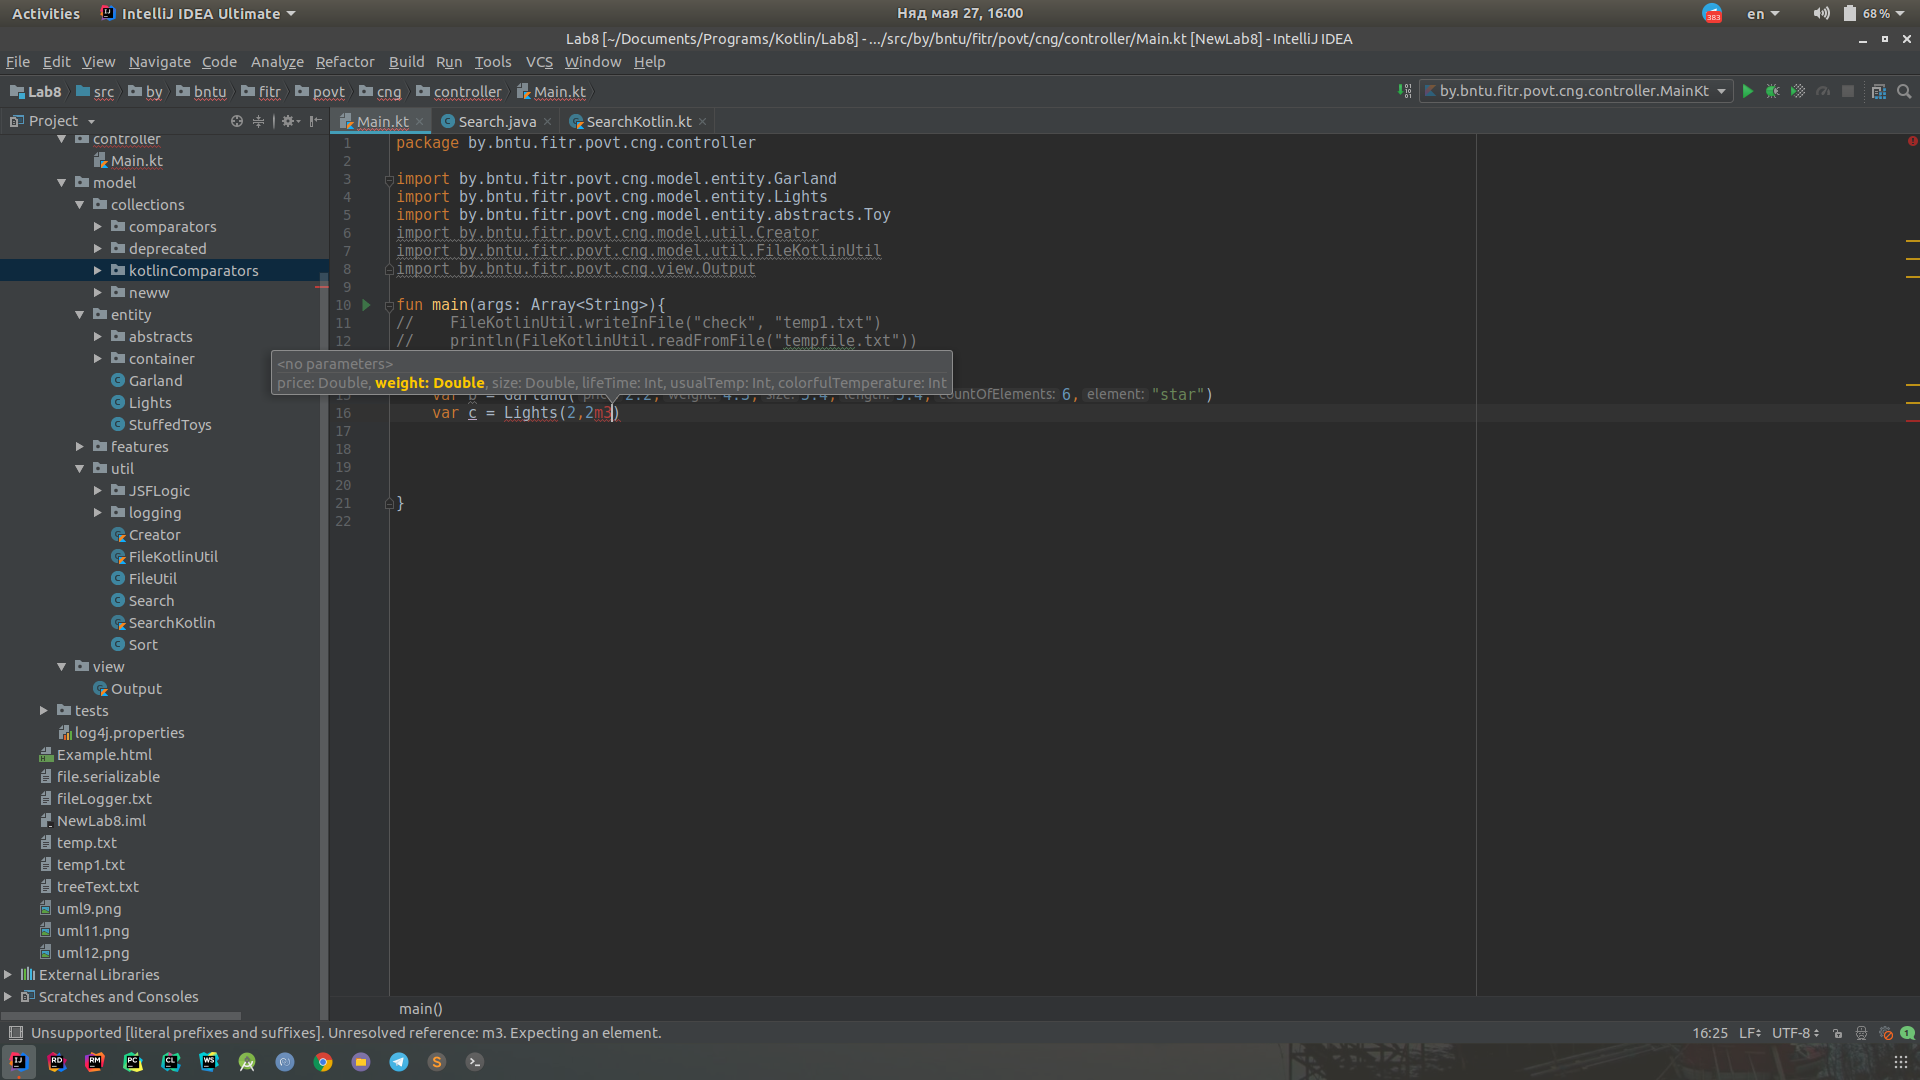 Activities IntelliJ IDEA Ultimate Няд мая 27, 16:00 383 en 68 %
Lab8 [~/Documents/Programs/Kotlin/Lab8] - .../src/by/bntu/fitr/povt/cng/controller/Main.kt [NewLab8] - IntelliJ IDEA
File Edit View Navigate Code Analyze Refactor Build Run Tools VCS Window Help
Lab8 src by bntu fitr povt cng controller Main.kt by.bntu.fitr.povt.cng.controller.MainKt
Project
Main.kt Search.java SearchKotlin.kt
controller
Main.kt
model
collections
comparators
deprecated
kotlinComparators
neww
entity
abstracts
container
Garland
Lights
StuffedToys
features
util
JSFLogic
logging
Creator
FileKotlinUtil
FileUtil
Search
SearchKotlin
Sort
view
Output
tests
log4j.properties
Example.html
file.serializable
fileLogger.txt
NewLab8.iml
temp.txt
temp1.txt
treeText.txt
uml9.png
uml11.png
uml12.png
External Libraries
Scratches and Consoles
1 package by.bntu.fitr.povt.cng.controller
2
3 import by.bntu.fitr.povt.cng.model.entity.Garland
4 import by.bntu.fitr.povt.cng.model.entity.Lights
5 import by.bntu.fitr.povt.cng.model.entity.abstracts.Toy
6 import by.bntu.fitr.povt.cng.model.util.Creator
7 import by.bntu.fitr.povt.cng.model.util.FileKotlinUtil
8 import by.bntu.fitr.povt.cng.view.Output
9
10 fun main(args: Array<String>){
11 // FileKotlinUtil.writeInFile("check", "temp1.txt")
12 // println(FileKotlinUtil.readFromFile("tempfile.txt"))
<no parameters>
price: Double, weight: Double, size: Double, lifeTime: Int, usualTemp: Int, colorfulTemperature: Int
15 var b = Garland( price: 2.2, weight: 4.3, size: 5.4, length: 3.4, countOfElements: 6, element: "star")
16 var c = Lights(2,2m3)
17
18
19
20
21 }
22
main()
Unsupported [literal prefixes and suffixes]. Unresolved reference: m3. Expecting an element. 16:25 LF UTF-8 1
IJ RD RM PC CL WS S